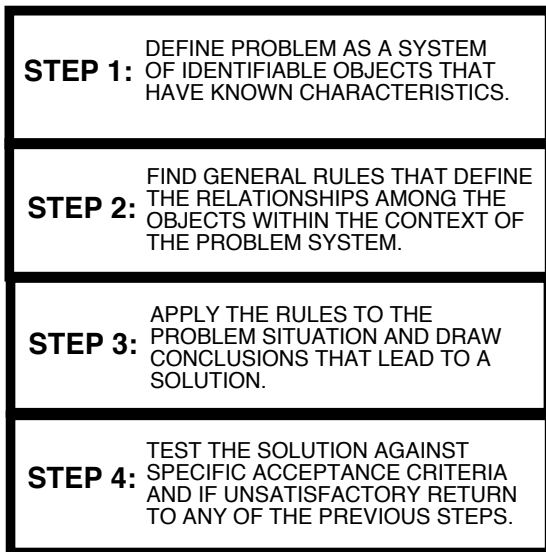 DEFINE PROBLEM AS A SYSTEM
STEP 1: OF IDENTIFIABLE OBJECTS THAT
HAVE KNOWN CHARACTERISTICS.
FIND GENERAL RULES THAT DEFINE
STEP 2: THE RELATIONSHIPS AMONG THE
OBJECTS WITHIN THE CONTEXT OF
THE PROBLEM SYSTEM.
APPLY THE RULES TO THE
STEP 3: PROBLEM SITUATION AND DRAW
CONCLUSIONS THAT LEAD TO A
SOLUTION.
TEST THE SOLUTION AGAINST
STEP 4: SPECIFIC ACCEPTANCE CRITERIA
AND IF UNSATISFACTORY RETURN
TO ANY OF THE PREVIOUS STEPS.